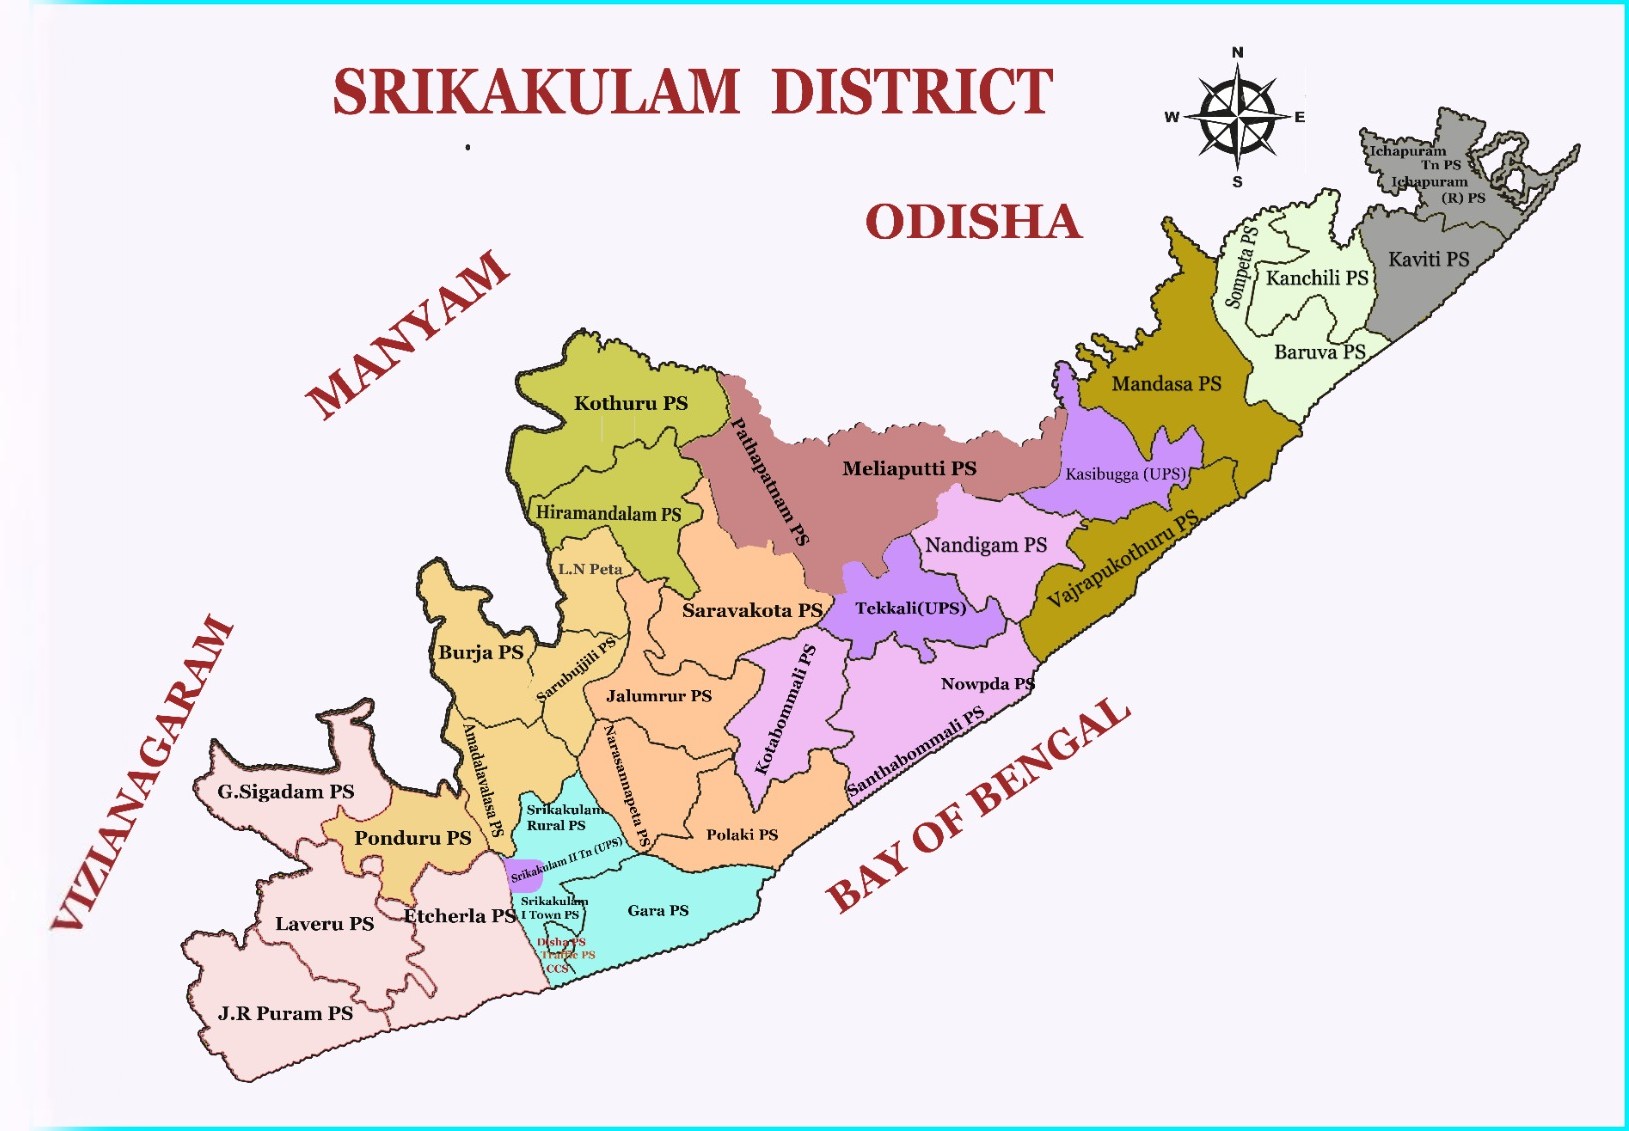 SRIKAKULAM DISTRICT
N
W
E
S
ODISHA
MANYAM
VIZIANAGARAM
BAY OF BENGAL
Ichapuram
Tn PS
Ichapuram
(R) PS
Kaviti PS
Sompeta PS
Kanchili PS
Baruva PS
Mandasa PS
Kasibugga (UPS)
Vajrapukothuru PS
Kothuru PS
Pathapatnam PS
Meliaputti PS
Hiramandalam PS
Nandigam PS
L.N Peta
Saravakota PS
Tekkali(UPS)
Burja PS
Sarubujjili PS
Jalumrur PS
Kotabommali PS
Nowpda PS
Santhabommali PS
Amadalavalasa PS
Narasannapeta PS
G.Sigadam PS
Ponduru PS
Srikakulam
Rural PS
Polaki PS
Srikakulam II Tn (UPS)
Srikakulam
I Town PS
Gara PS
Laveru PS
Etcherla PS
Disha PS
Traffic PS
CCS
J.R Puram PS